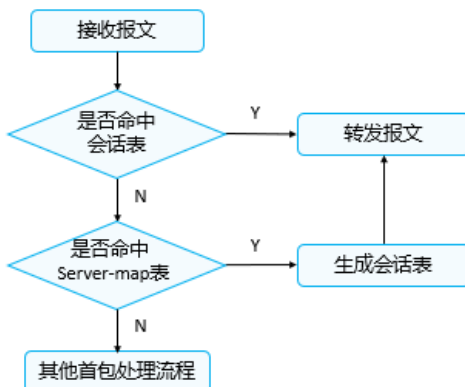 接收报文
是否命中
会话表
Y
转发报文
N
是否命中
Server-map表
Y
生成会话表
N
其他首包处理流程